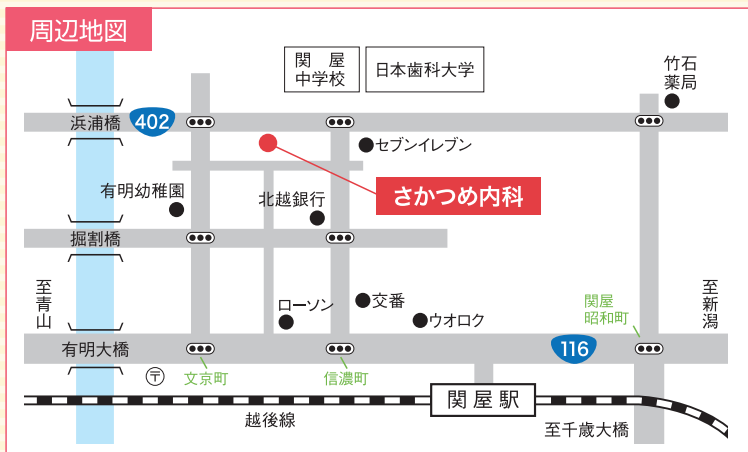 周辺地図
関 屋
中学校
日本歯科大学
竹石
薬局
浜浦橋
402
セブンイレブン
さかつめ内科
有明幼稚園
北越銀行
掘割橋
至青山
ローソン
交番
ウオロク
関屋
昭和町
至新潟
有明大橋
116
〒
文京町
信濃町
関屋駅
越後線
至千歳大橋